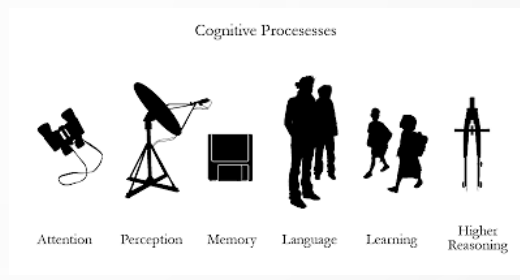 Cognitive Procesesses
Attention
Perception
Memory
Language
Learning
Higher
Reasoning